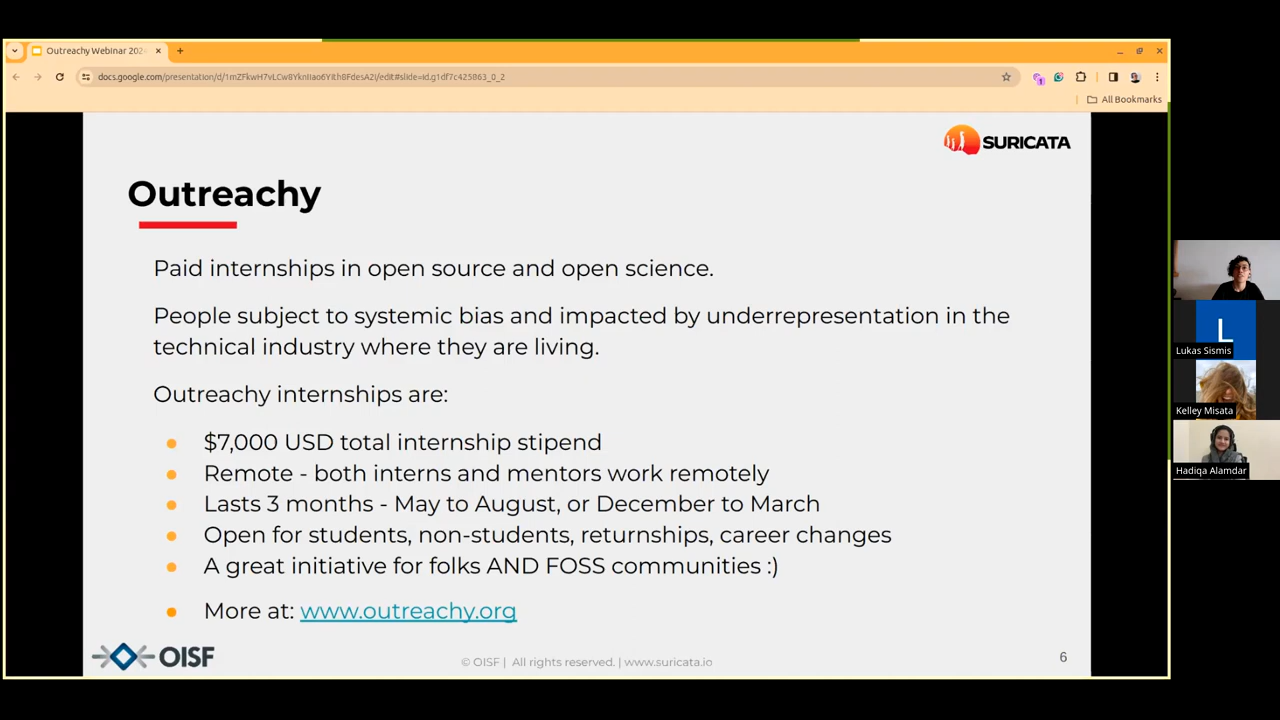 Outreachy Webinar 202
docs.google.com/presentation/d/1mZFkwH7vLCw8YknIIao6Yith8FdesA2I/edit#slide=id.g1df7c425863_0_2
All Bookmarks
SURICATA
Outreachy
Paid internships in open source and open science.
People subject to systemic bias and impacted by underrepresentation in the
technical industry where they are living.
Outreachy internships are:
$7,000 USD total internship stipend
Remote - both interns and mentors work remotely
Lasts 3 months - May to August, or December to March
Open for students, non-students, returnships, career changes
A great initiative for folks AND FOSS communities :)
More at: www.outreachy.org
OISF
© OISF | All rights reserved. | www.suricata.io
6
L
Lukas Sismis
Kelley Misata
Hadiqa Alamdar